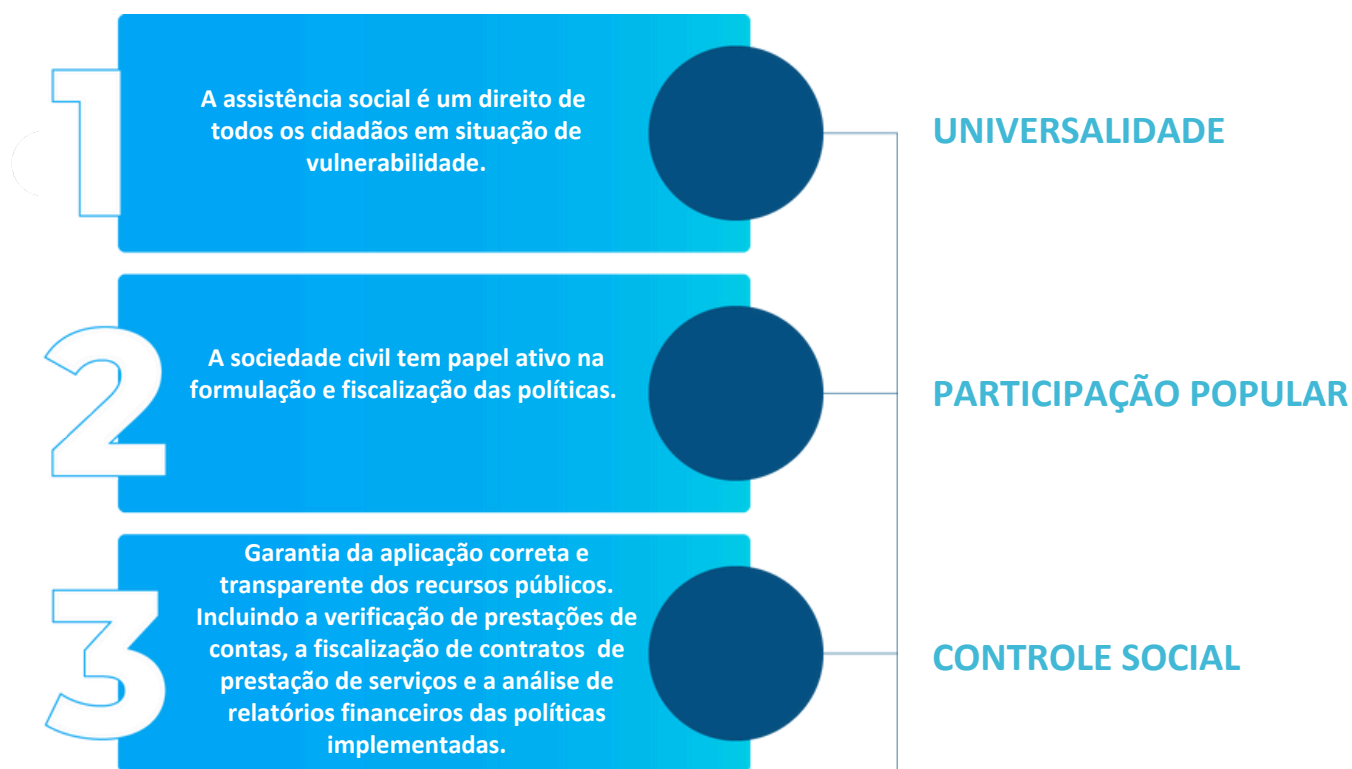 1
A assistência social é um direito de
todos os cidadãos em situação de
vulnerabilidade.
UNIVERSALIDADE
2
A sociedade civil tem papel ativo na
formulação e fiscalização das políticas.
PARTICIPAÇÃO POPULAR
3
Garantia da aplicação correta e
transparente dos recursos públicos.
Incluindo a verificação de prestações de
contas, a fiscalização de contratos  de
prestação de serviços e a análise de
relatórios financeiros das políticas
implementadas.
CONTROLE SOCIAL